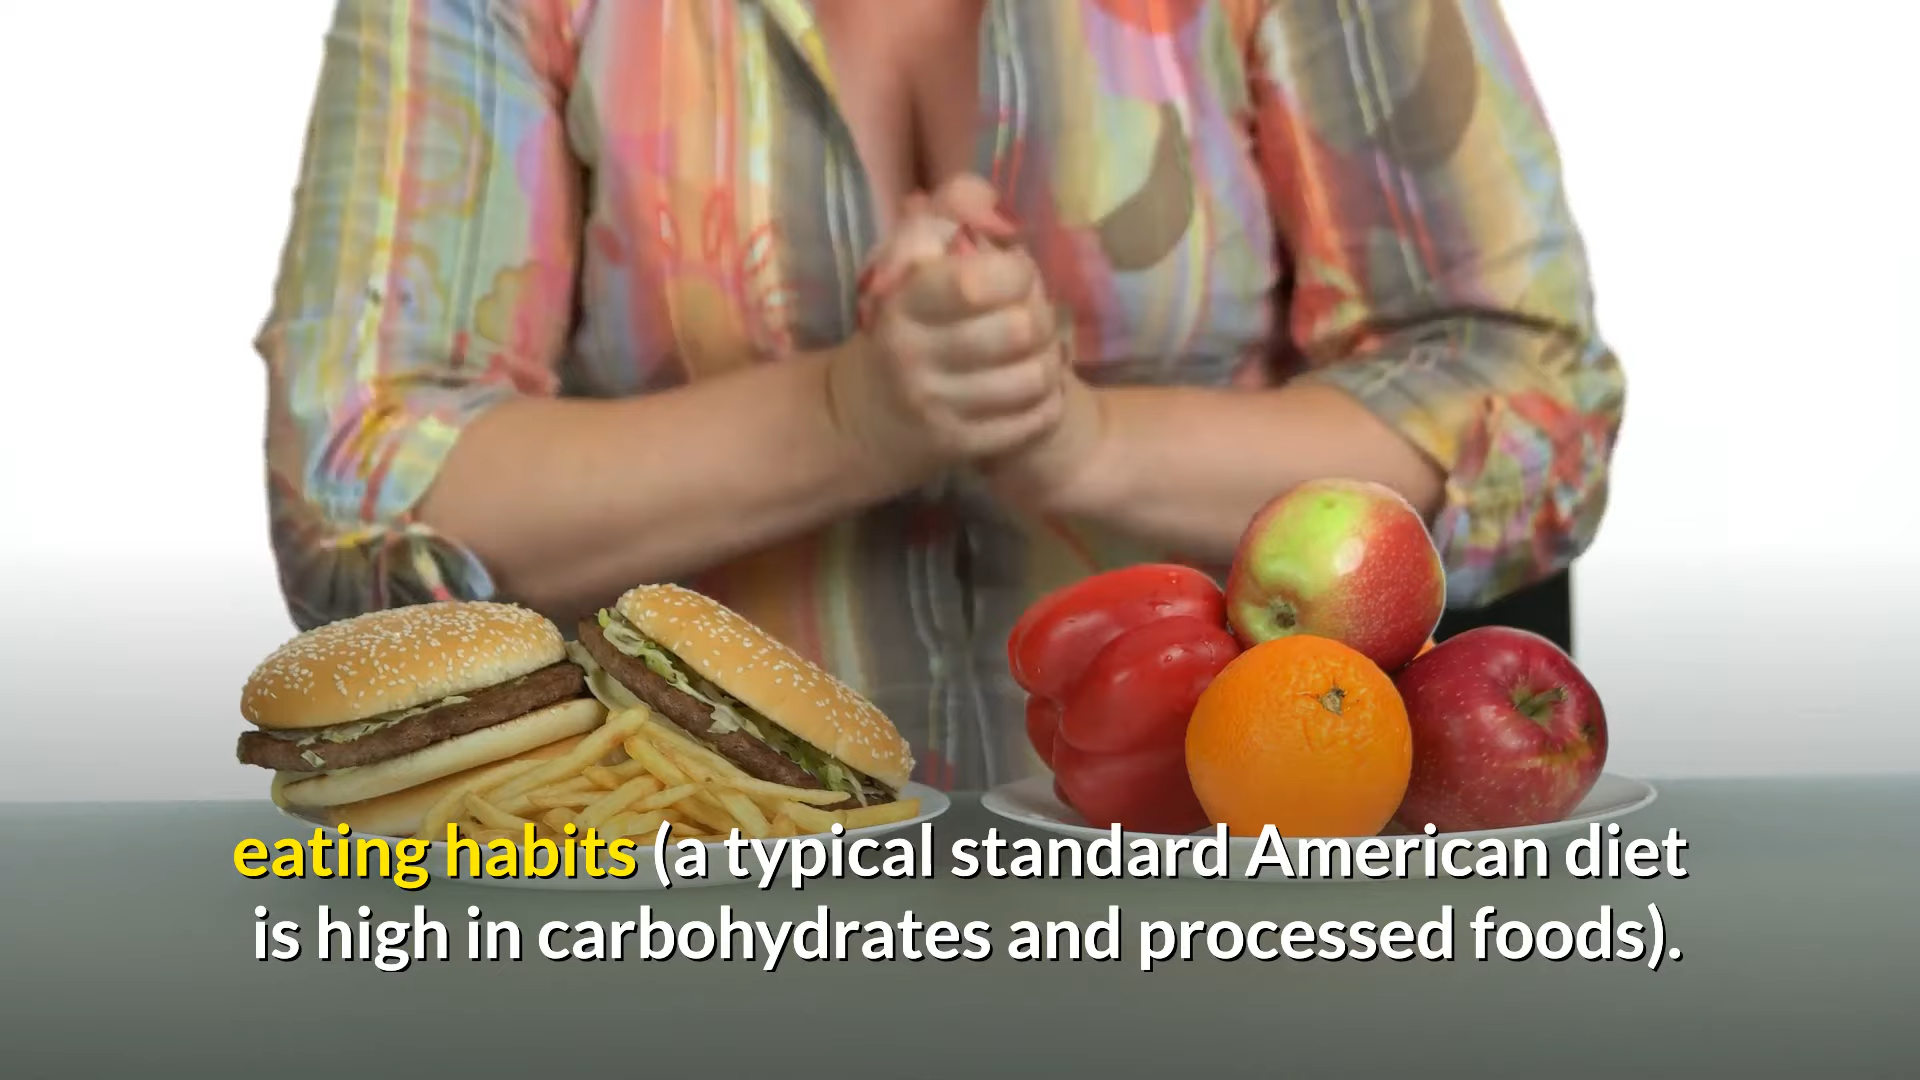 eating habits (a typical standard American diet
is high in carbohydrates and processed foods).